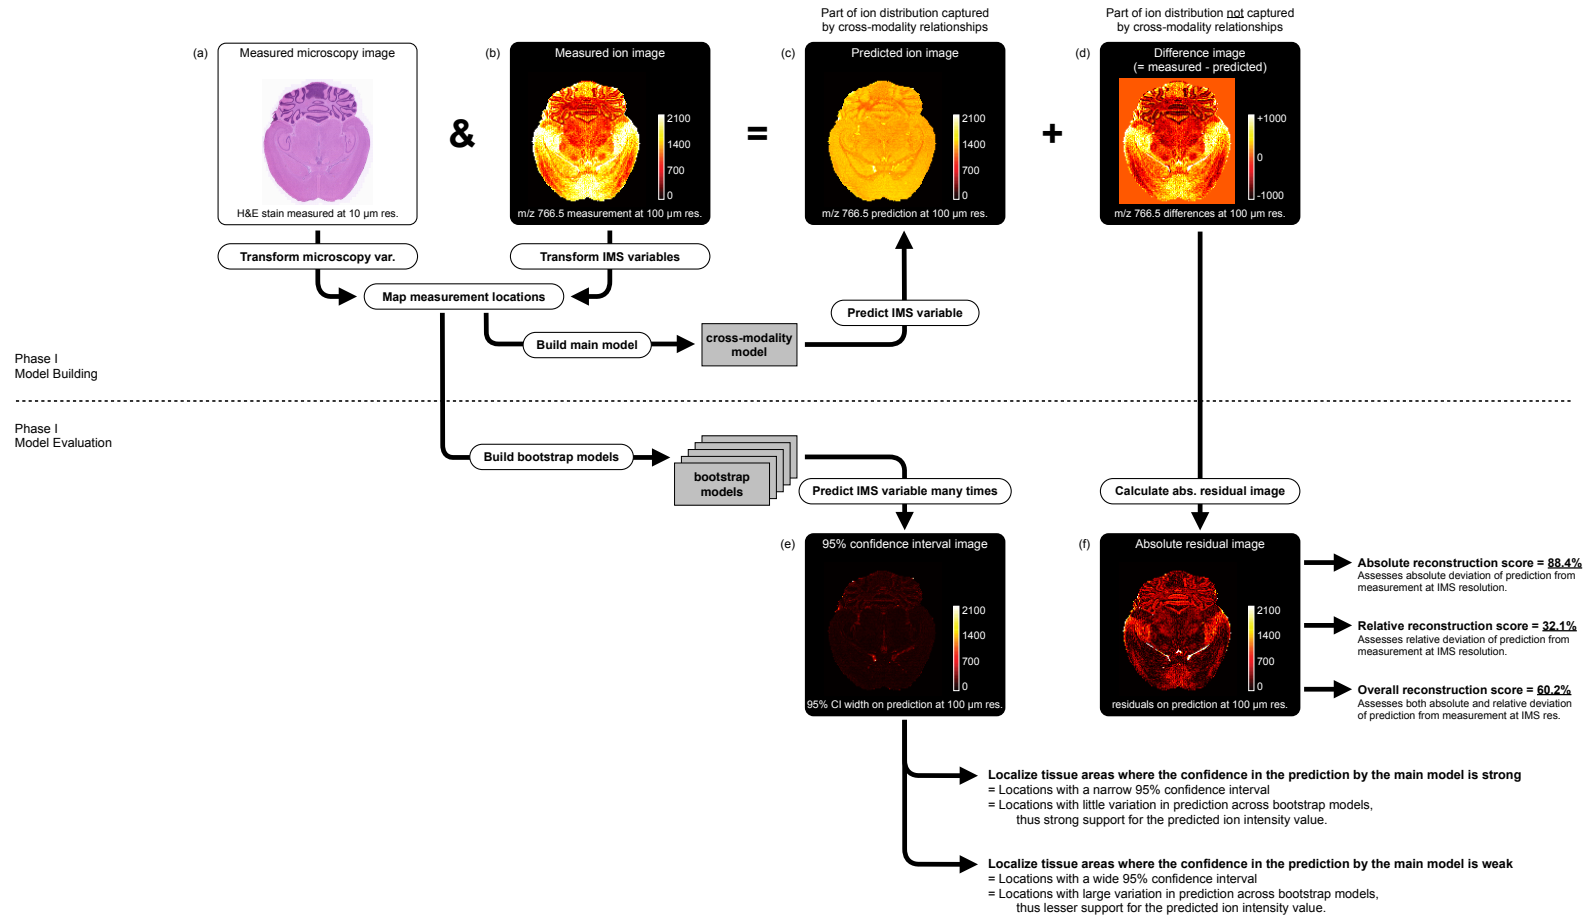 Part of ion distribution captured
by cross-modality relationships
Part of ion distribution not captured
by cross-modality relationships
(a)
Measured microscopy image
H&E stain measured at 10 µm res.
&
(b)
Measured ion image
2100
1400
700
0
m/z 766.5 measurement at 100 µm res.
=
(c)
Predicted ion image
2100
1400
700
0
m/z 766.5 prediction at 100 µm res.
+
(d)
Difference image
(= measured - predicted)
+1000
0
-1000
m/z 766.5 differences at 100 µm res.
Transform microscopy var.
Transform IMS variables
Map measurement locations
Predict IMS variable
Build main model
cross-modality
model
Phase I
Model Building
Phase I
Model Evaluation
Build bootstrap models
bootstrap
models
Predict IMS variable many times
Calculate abs. residual image
(e)
95% confidence interval image
2100
1400
700
0
95% CI width on prediction at 100 µm res.
(f)
Absolute residual image
2100
1400
700
0
residuals on prediction at 100 µm res.
Absolute reconstruction score = 88.4%
Assesses absolute deviation of prediction from
measurement at IMS resolution.
Relative reconstruction score = 32.1%
Assesses relative deviation of prediction from
measurement at IMS resolution.
Overall reconstruction score = 60.2%
Assesses both absolute and relative deviation
of prediction from measurement at IMS res.
Localize tissue areas where the confidence in the prediction by the main model is strong
= Locations with a narrow 95% confidence interval
= Locations with little variation in prediction across bootstrap models,
thus strong support for the predicted ion intensity value.
Localize tissue areas where the confidence in the prediction by the main model is weak
= Locations with a wide 95% confidence interval
= Locations with large variation in prediction across bootstrap models,
thus lesser support for the predicted ion intensity value.